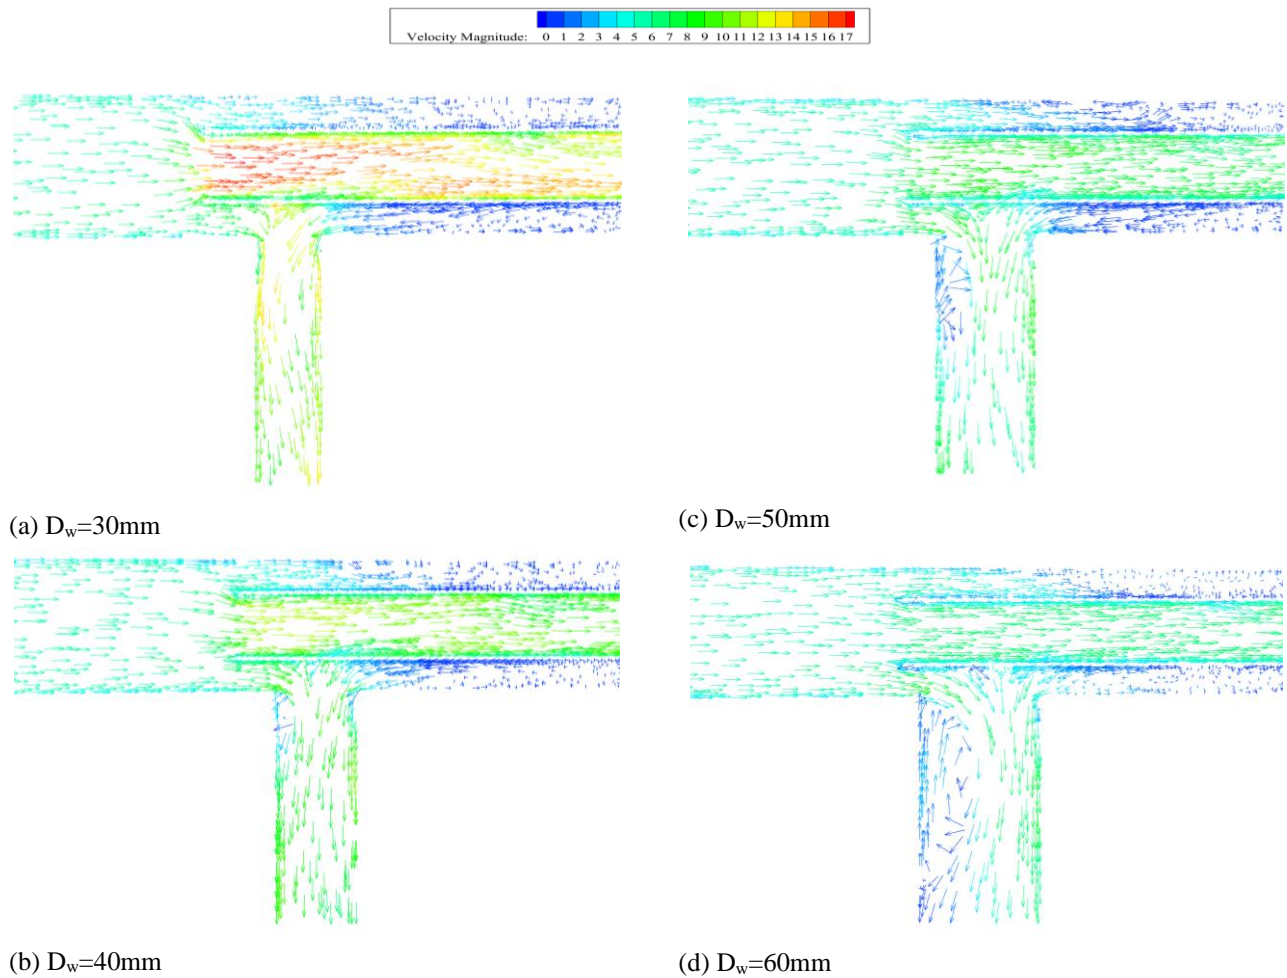 Velocity Magnitude: 0 1 2 3 4 5 6 7 8 9 10 11 12 13 14 15 16 17
(a) Dw=30mm
(c) Dw=50mm
(b) Dw=40mm
(d) Dw=60mm